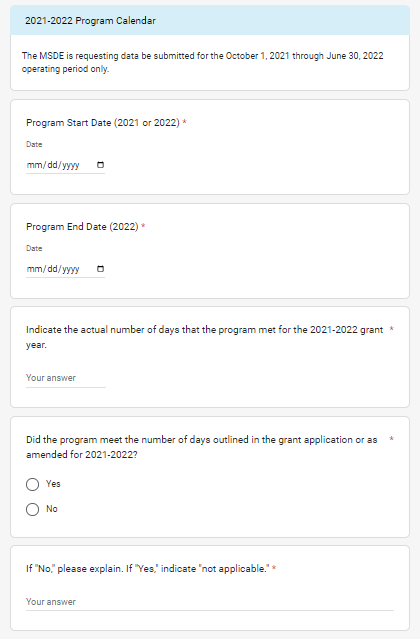 2021-2022 Program Calendar
The MSDE is requesting data be submitted for the October 1, 2021 through June 30, 2022
operating period only.
Program Start Date (2021 or 2022) *
Date
mm/dd/yyyy
Program End Date (2022) *
Date
mm/dd/yyyy
Indicate the actual number of days that the program met for the 2021-2022 grant *
year.
Your answer
Did the program meet the number of days outlined in the grant application or as *
amended for 2021-2022?
Yes
No
If "No," please explain. If "Yes," indicate "not applicable." *
Your answer